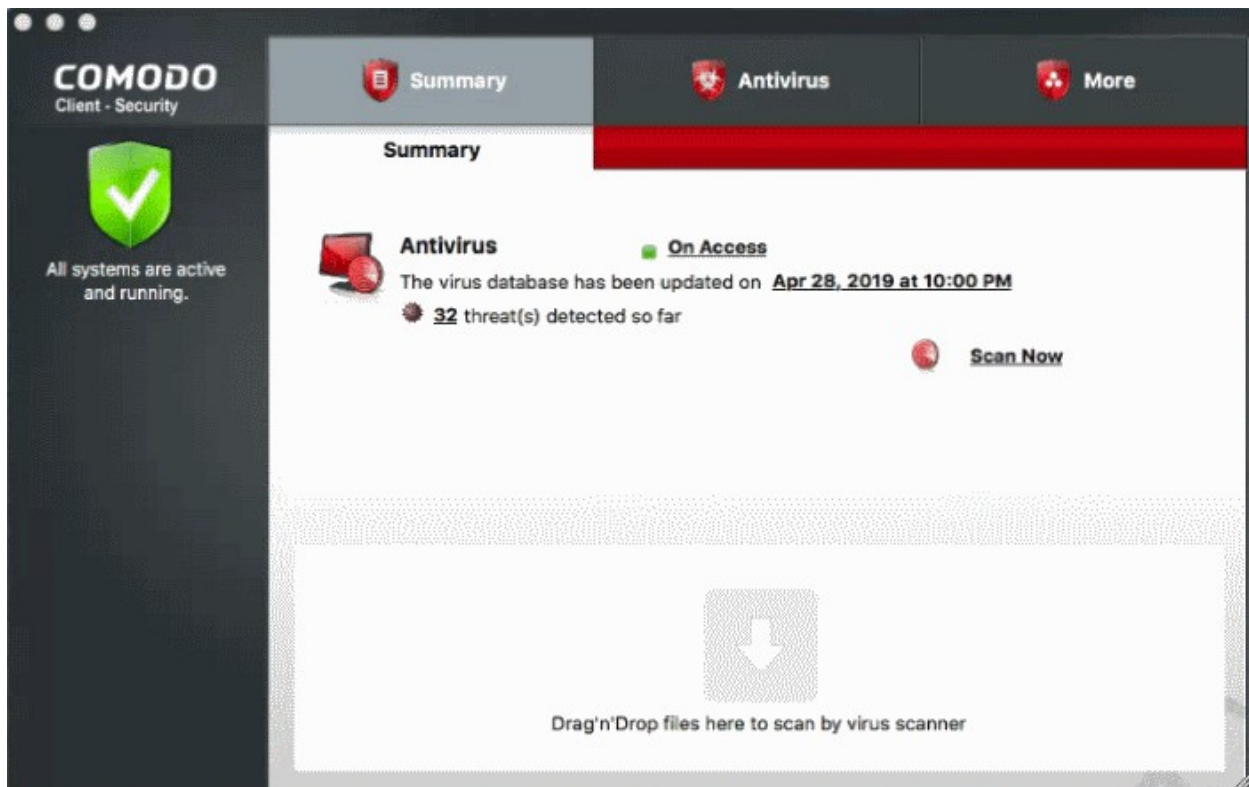 COMODO
Client - Security
Summary
Antivirus
More
Summary
All systems are active
and running.
Antivirus
On Access
The virus database has been updated on Apr 28, 2019 at 10:00 PM
32 threat(s) detected so far
Scan Now
Drag'n'Drop files here to scan by virus scanner